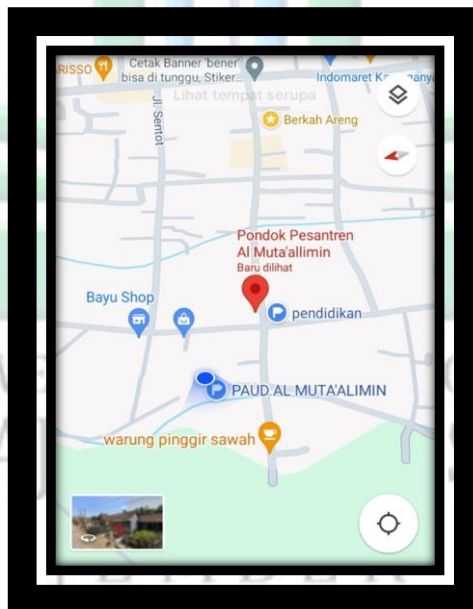 RISSO
Cetak Banner 'bener'
bisa di tunggu, Stiker...
Indomaret
Lihat tempat serupa
Jl. Sentot
Berkah Areng
Pondok Pesantren
Al Muta'allimin
Baru dilihat
Bayu Shop
pendidikan
PAUD AL MUTA'ALIMIN
warung pinggir sawah